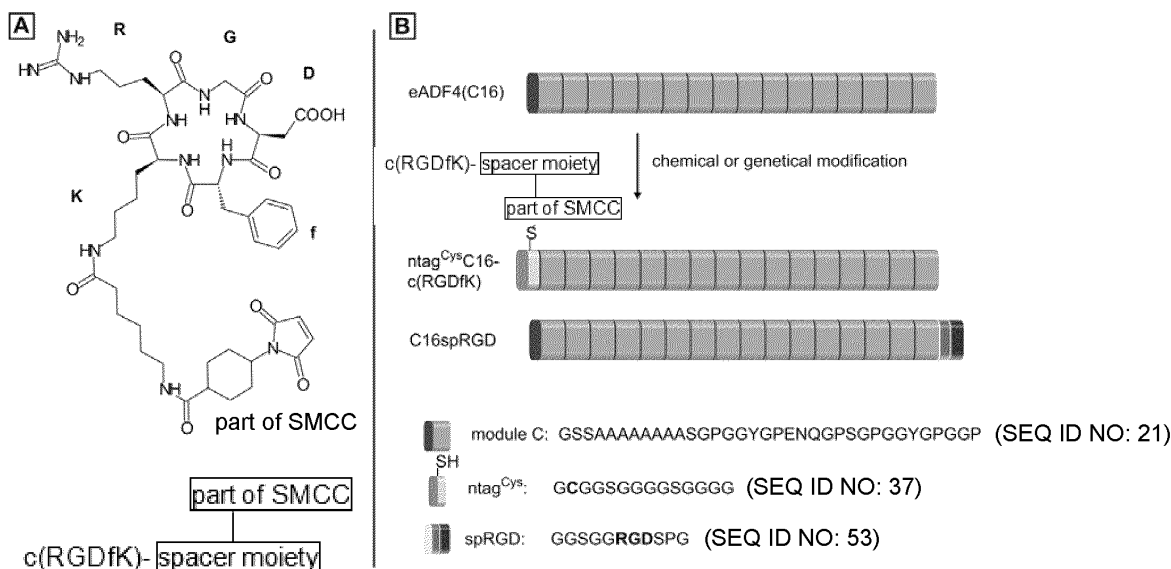 A
R
G
D
NH2
HN
NH
O
N
H
O
O
NH
HN
COOH
O
NH
H
N
O
O
K
f
NH
O
O
N
O
NH
O
part of SMCC
part of SMCC
c(RGDfK)- spacer moiety
B
eADF4(C16)
c(RGDfK)- spacer moiety
chemical or genetical modification
part of SMCC
S
ntagCysC16-
c(RGDfK)
C16spRGD
module C: GSSAAAAAAAASGPGGYGPENQGPSGPGGYGPGGP (SEQ ID NO: 21)
SH
ntagCys: GCGGSGGGGSGGGG (SEQ ID NO: 37)
spRGD: GGSGGRGDSPG (SEQ ID NO: 53)